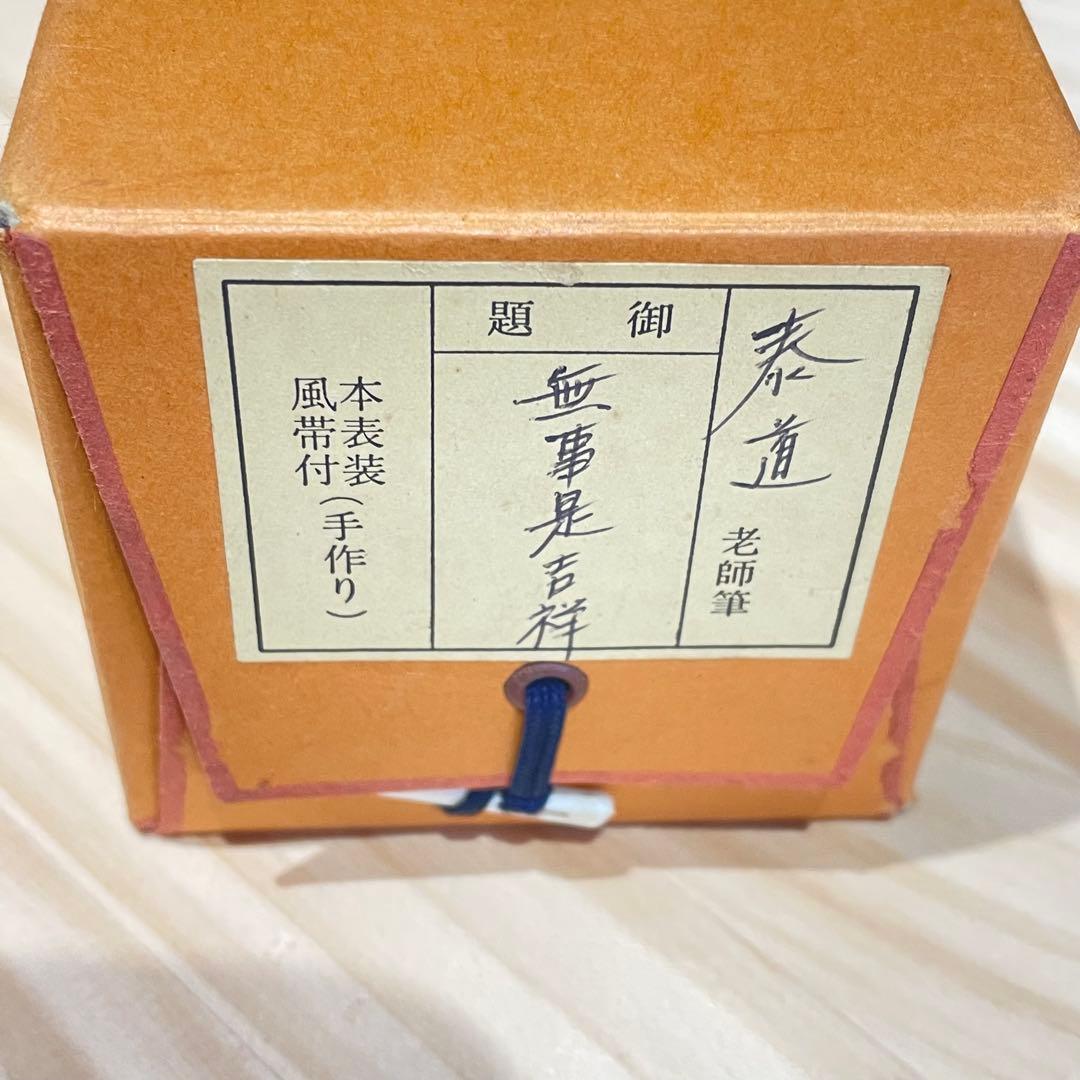 泰道 老師筆
御題
無事是吉祥
本表装
風帯付(手作り)